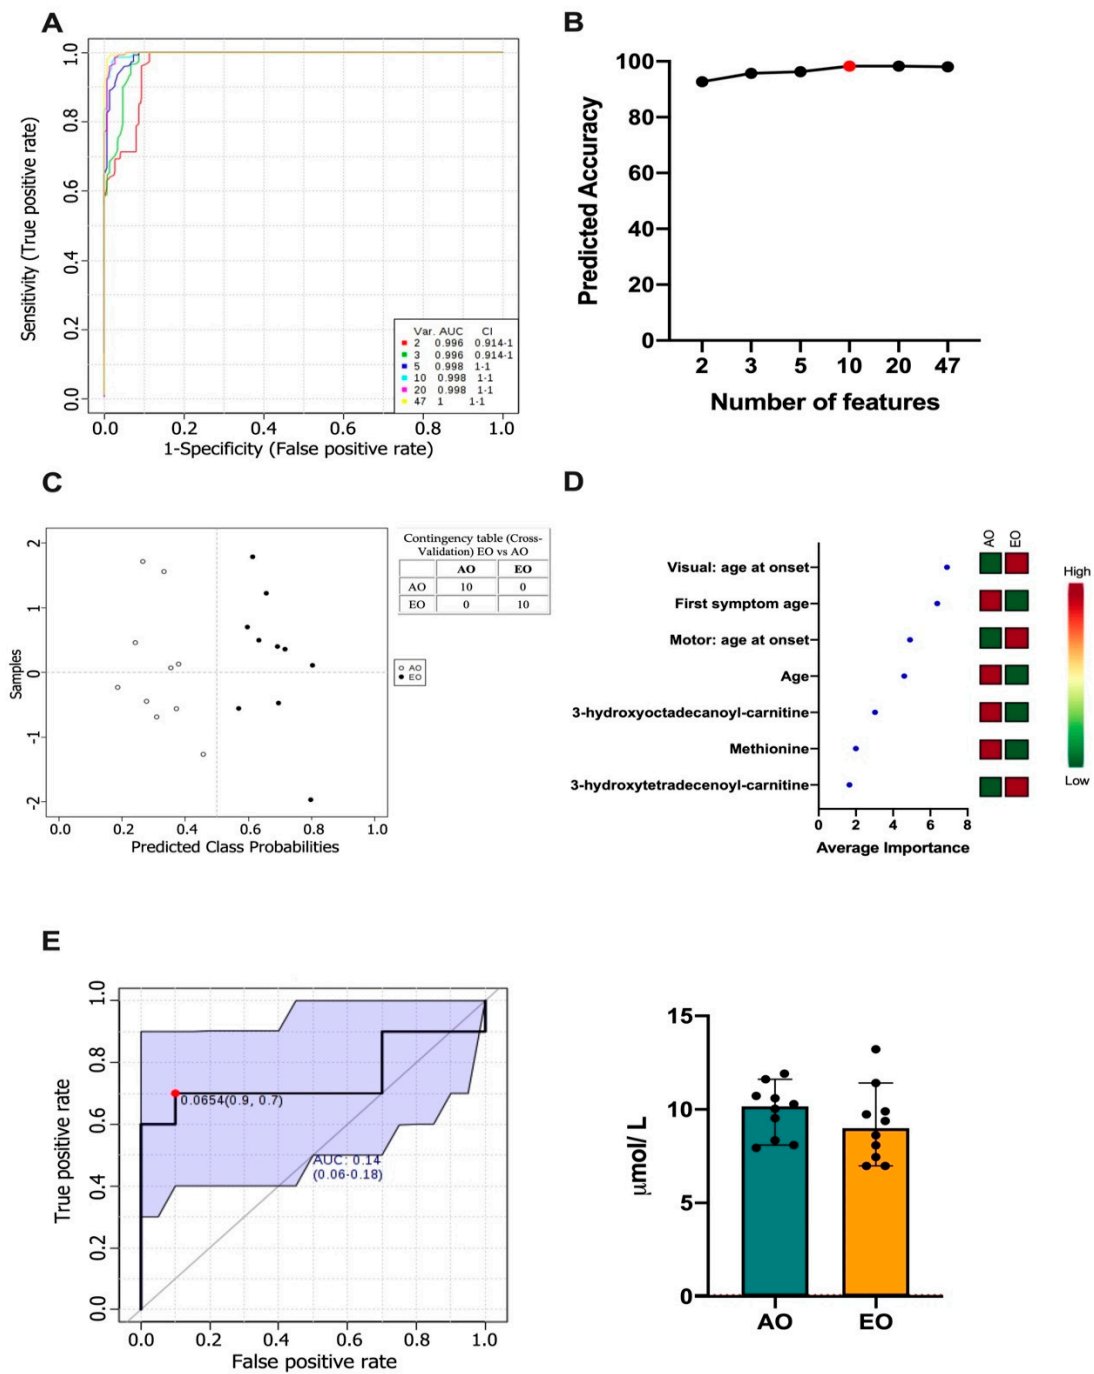 A
1.0
0.8
0.6
0.4
0.2
0.0
Sensitivity (True positive rate)
Var. AUC CI
2 0.996 0.914-1
3 0.996 0.914-1
5 0.998 1-1
10 0.998 1-1
20 0.998 1-1
47 1 1-1
0.0 0.2 0.4 0.6 0.8 1.0
1-Specificity (False positive rate)
B
100
80
60
40
20
0
Predicted Accuracy
2 3 5 10 20 47
Number of features
C
2
1
0
-1
-2
Samples
0.0 0.2 0.4 0.6 0.8 1.0
Predicted Class Probabilities
Contingency table (Cross-
Validation) EO vs AO
AO EO
AO 10 0
EO 0 10
AO
EO
D
AO EO
Visual: age at onset
First symptom age
Motor: age at onset
Age
3-hydroxyoctadecanoyl-carnitine
Methionine
3-hydroxytetradecenoyl-carnitine
0 2 4 6 8
Average Importance
High
Low
E
1.0
0.8
0.6
0.4
0.2
0.0
True positive rate
0.0654(0.9, 0.7)
AUC: 0.14
(0.06-0.18)
0.0 0.2 0.4 0.6 0.8 1.0
False positive rate
15
10
5
0
μmol/ L
AO EO